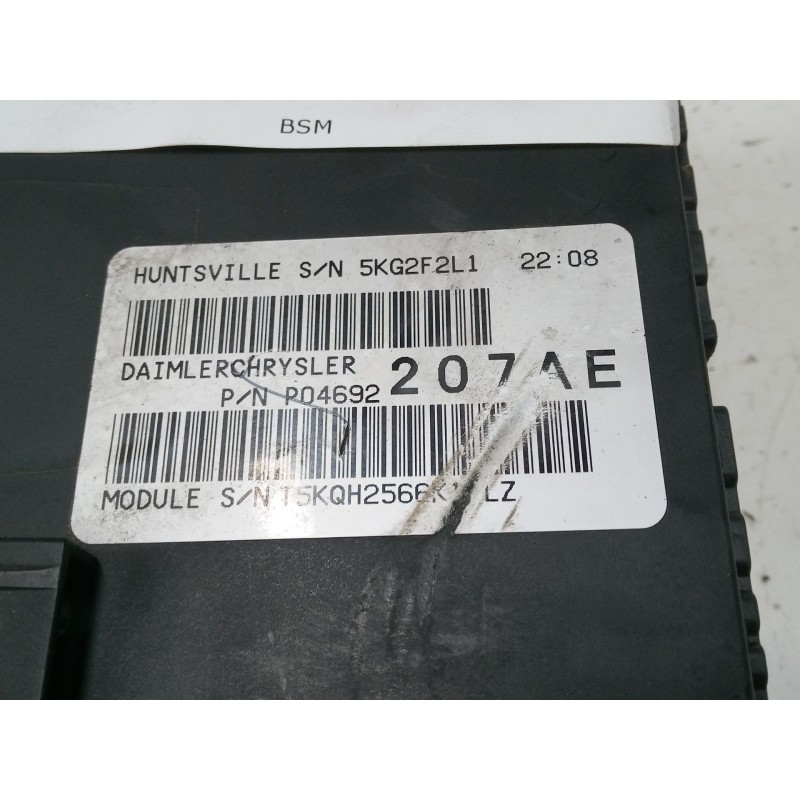 BSM
HUNTSVILLE S/N 5KG2F2L1 22:08
DAIMLERCHRYSLER
P/N P04692 207AE
MODULE S/N